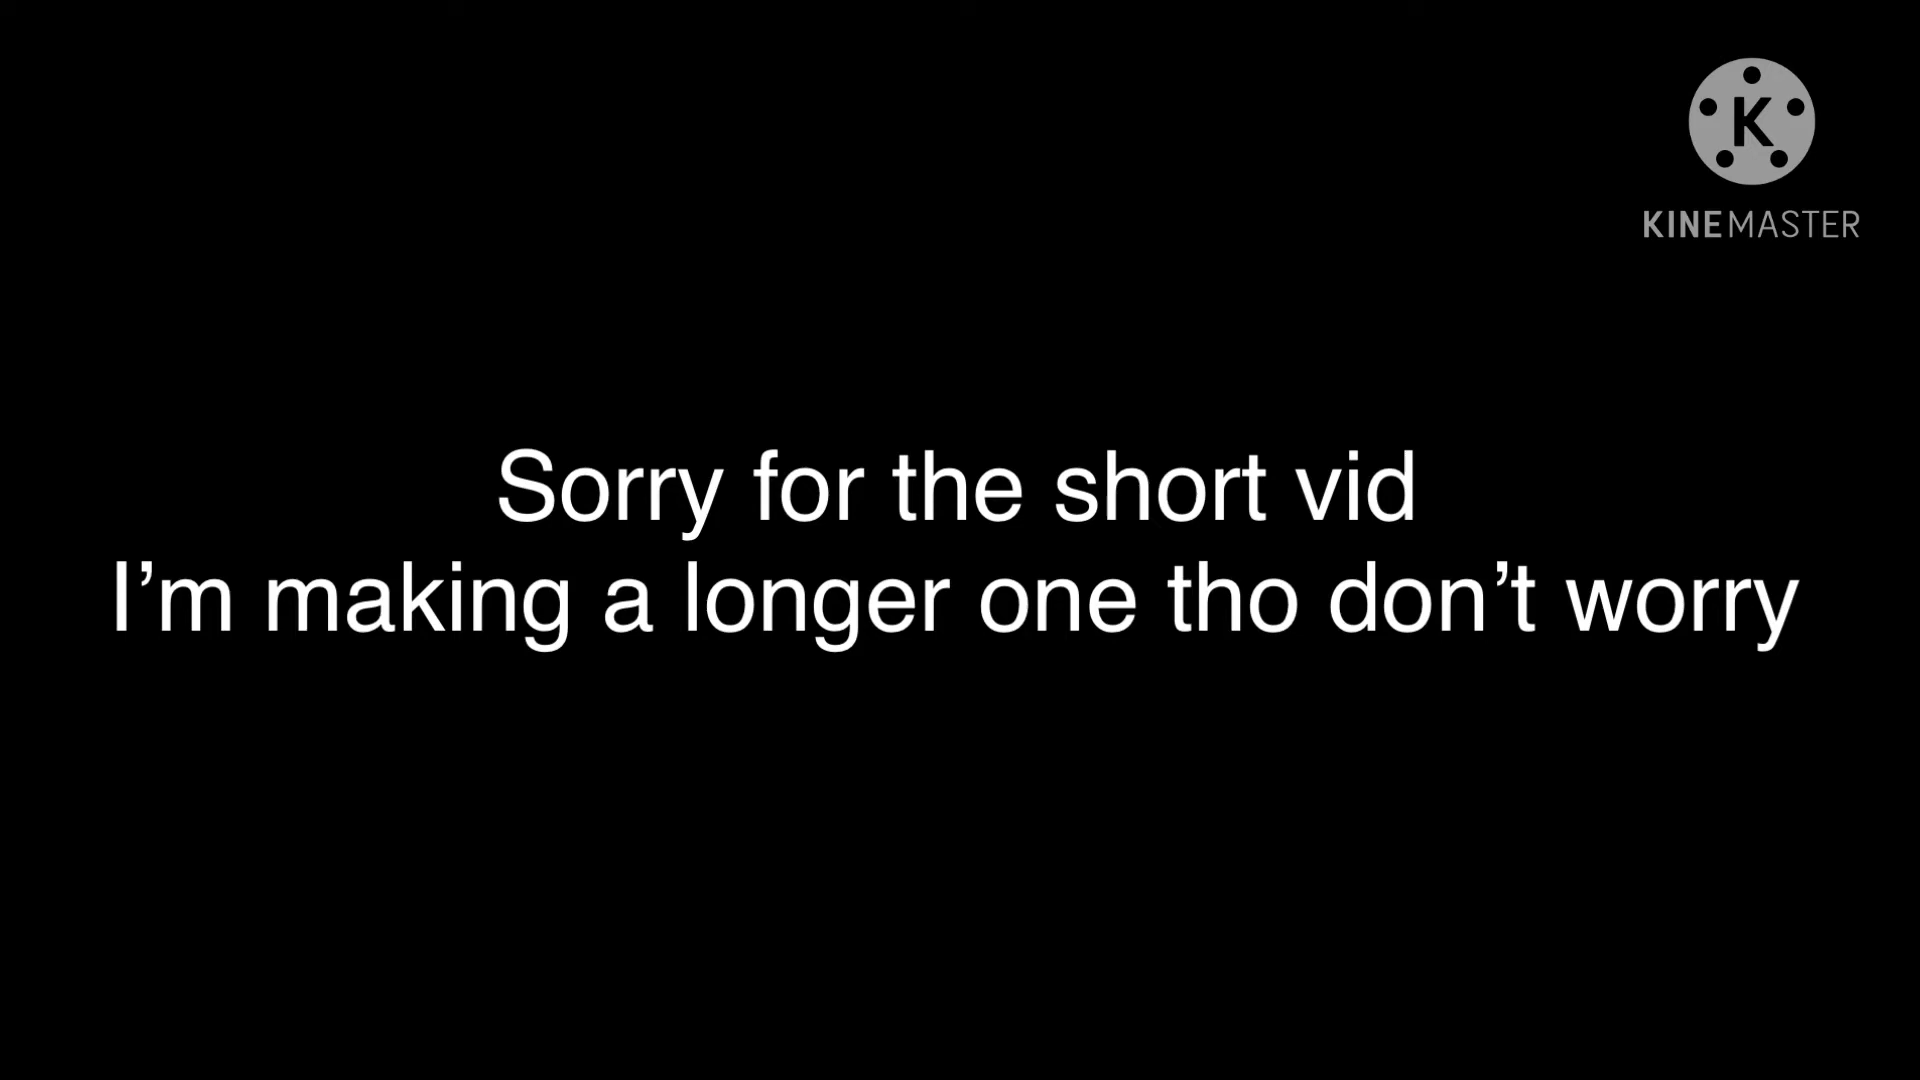 K
KINEMASTER
Sorry for the short vid
I’m making a longer one tho don’t worry